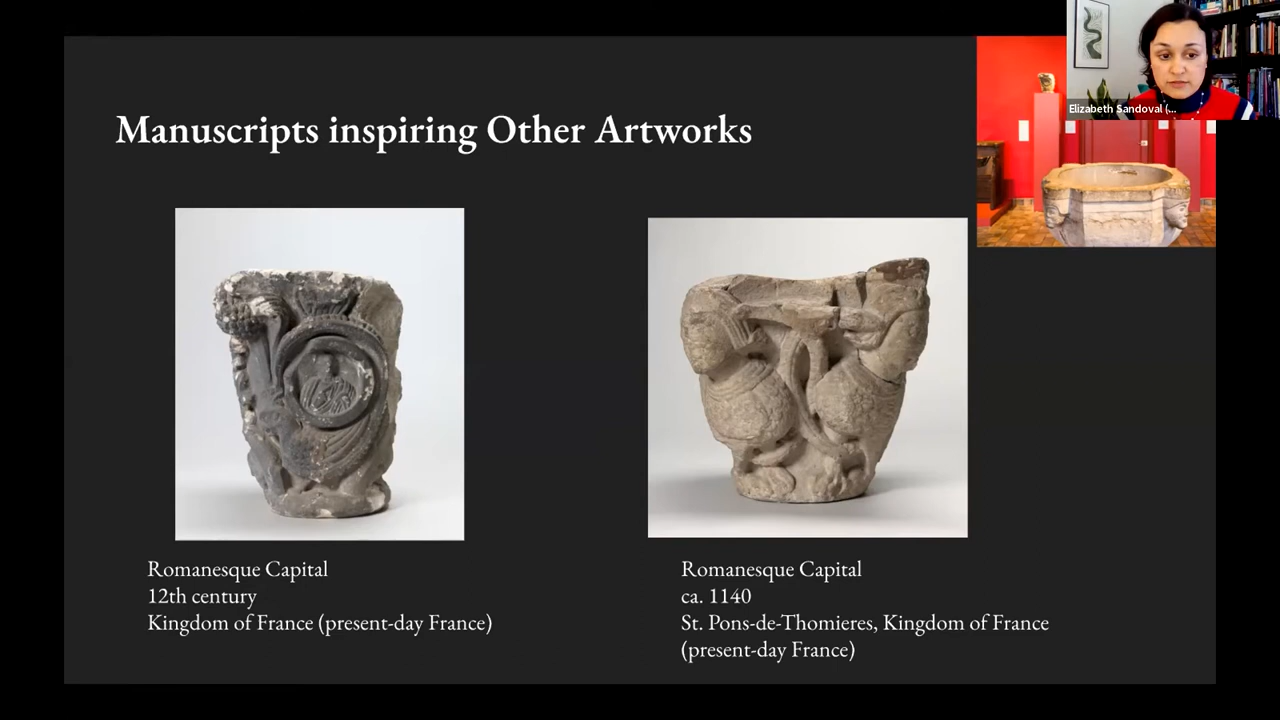 Manuscripts inspiring Other Artworks
Elizabeth Sandoval (...
Romanesque Capital
12th century
Kingdom of France (present-day France)
Romanesque Capital
ca. 1140
St. Pons-de-Thomieres, Kingdom of France
(present-day France)